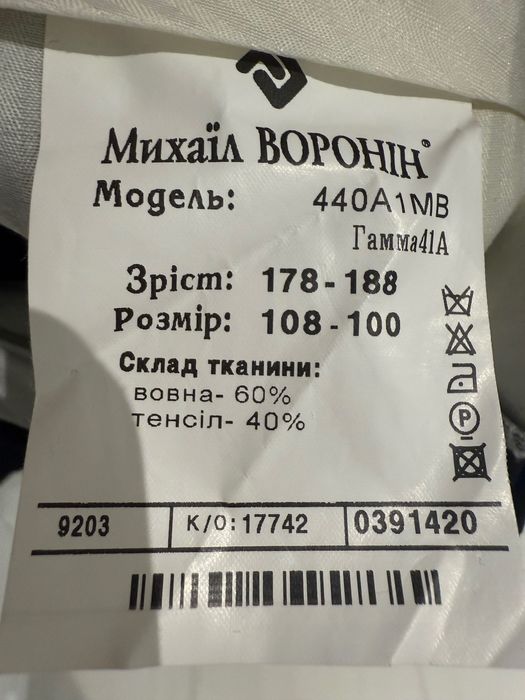 Михаїл ВОРОНІН®
Модель: 440А1МВ
Гамма41А
Зріст: 178-188
Розмір: 108-100
Склад тканини:
вовна- 60%
тенсіл- 40%
P
9203 К/О:17742 0391420